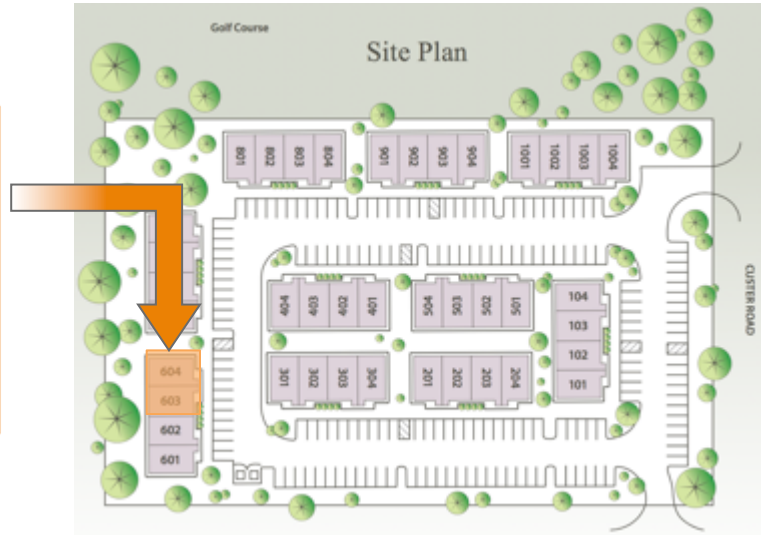 Golf Course
Site Plan
801 802 803 804
901 902 903 904
1001 1002 1003 1004
404 403 402 401
504 503 502 501
104
103
102
101
301 302 303 304
201 202 203 204
604
603
602
601
CUSTER ROAD